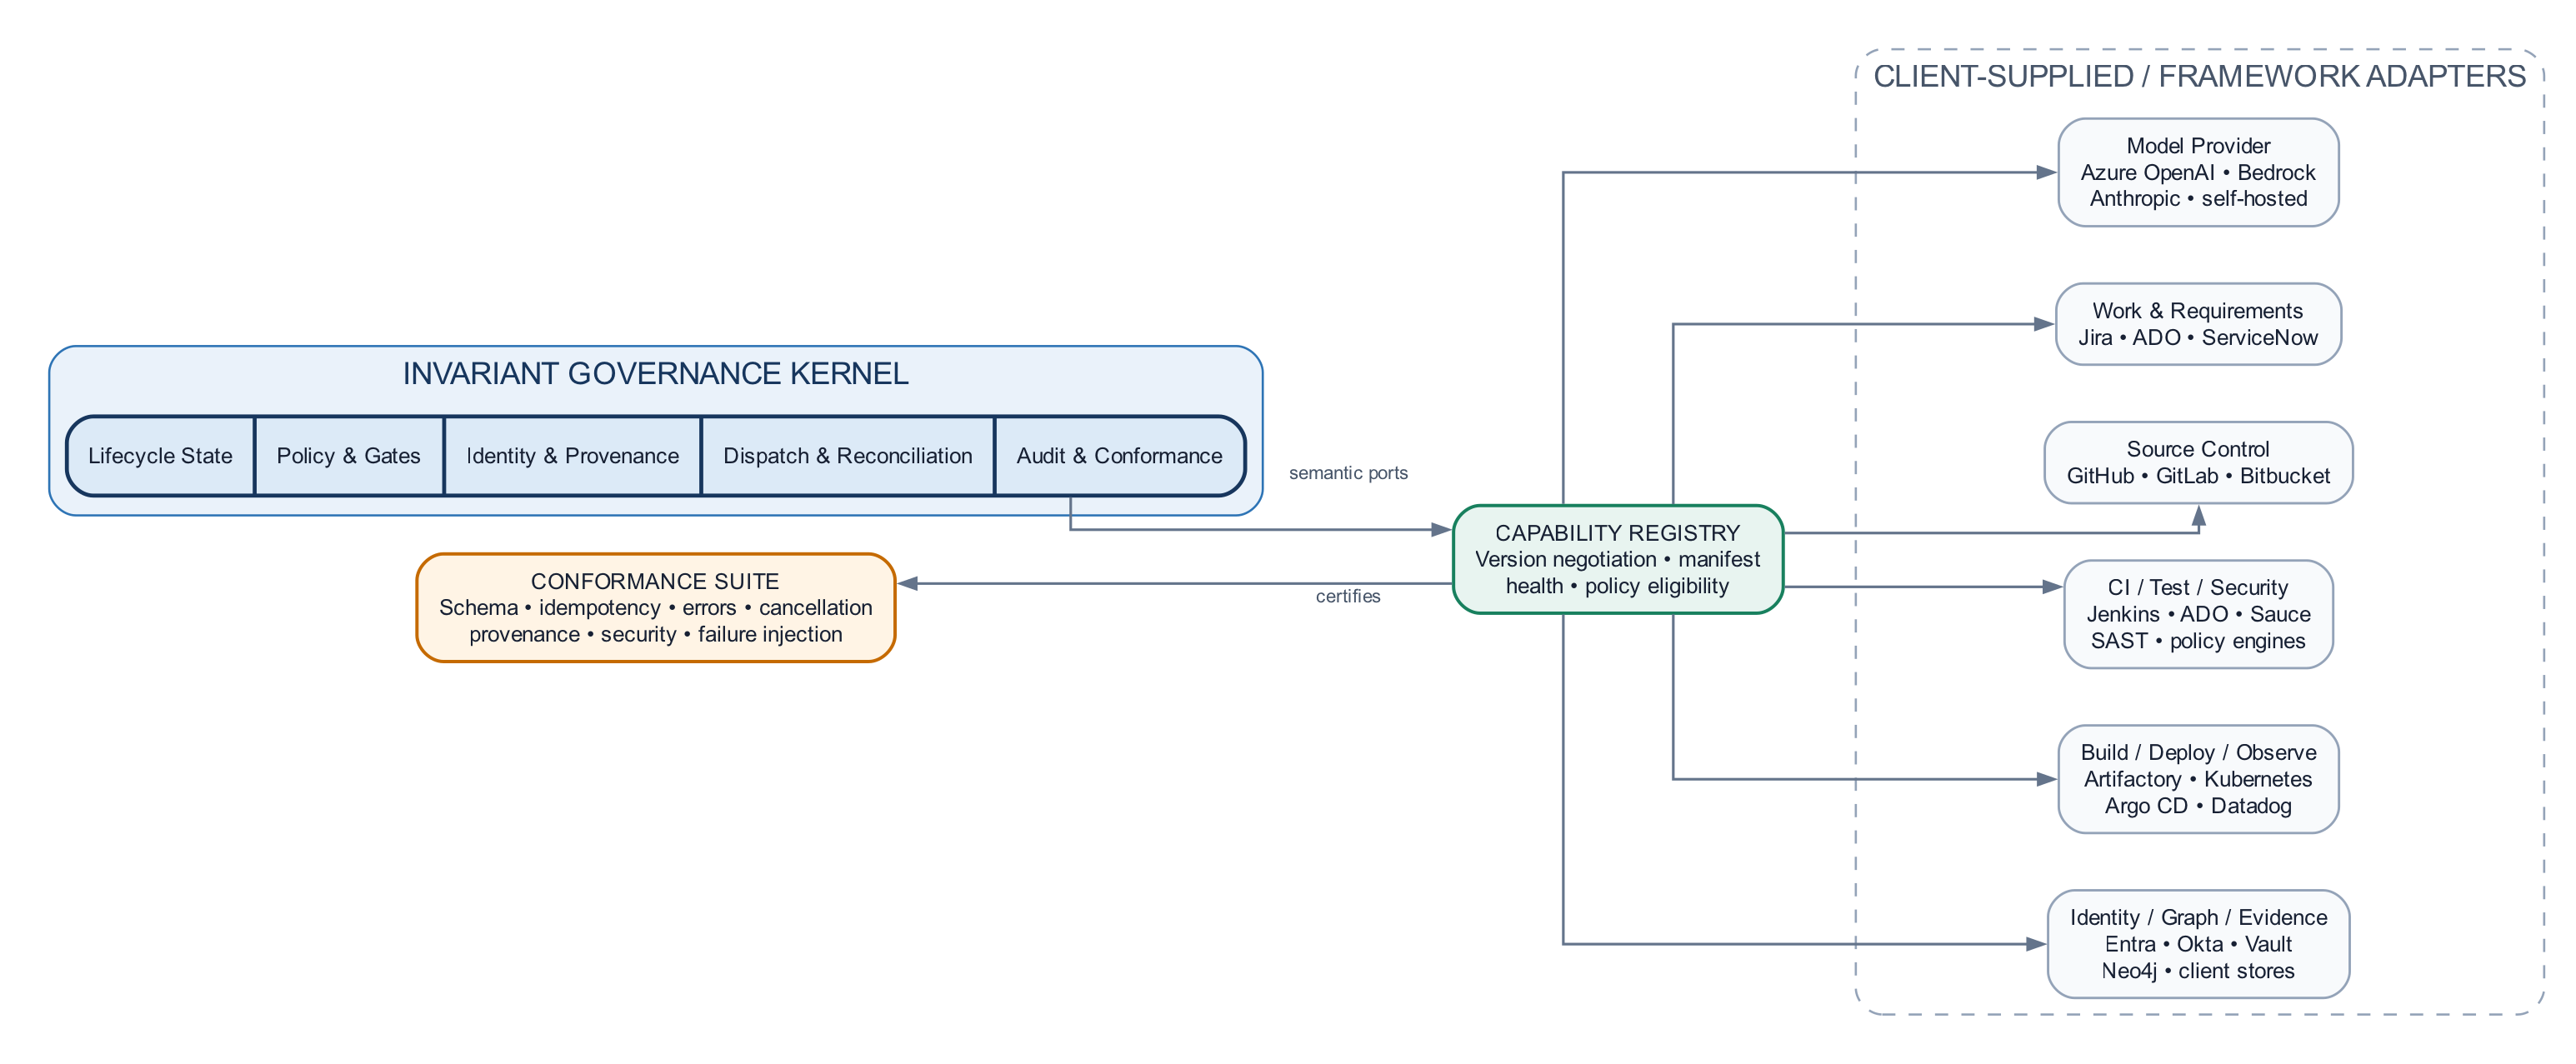 INVARIANT GOVERNANCE KERNEL
Lifecycle State
Policy & Gates
Identity & Provenance
Dispatch & Reconciliation
Audit & Conformance
CONFORMANCE SUITE
Schema • idempotency • errors • cancellation
provenance • security • failure injection
semantic ports
certifies
CAPABILITY REGISTRY
Version negotiation • manifest
health • policy eligibility
CLIENT-SUPPLIED / FRAMEWORK ADAPTERS
Model Provider
Azure OpenAI • Bedrock
Anthropic • self-hosted
Work & Requirements
Jira • ADO • ServiceNow
Source Control
GitHub • GitLab • Bitbucket
CI / Test / Security
Jenkins • ADO • Sauce
SAST • policy engines
Build / Deploy / Observe
Artifactory • Kubernetes
Argo CD • Datadog
Identity / Graph / Evidence
Entra • Okta • Vault
Neo4j • client stores